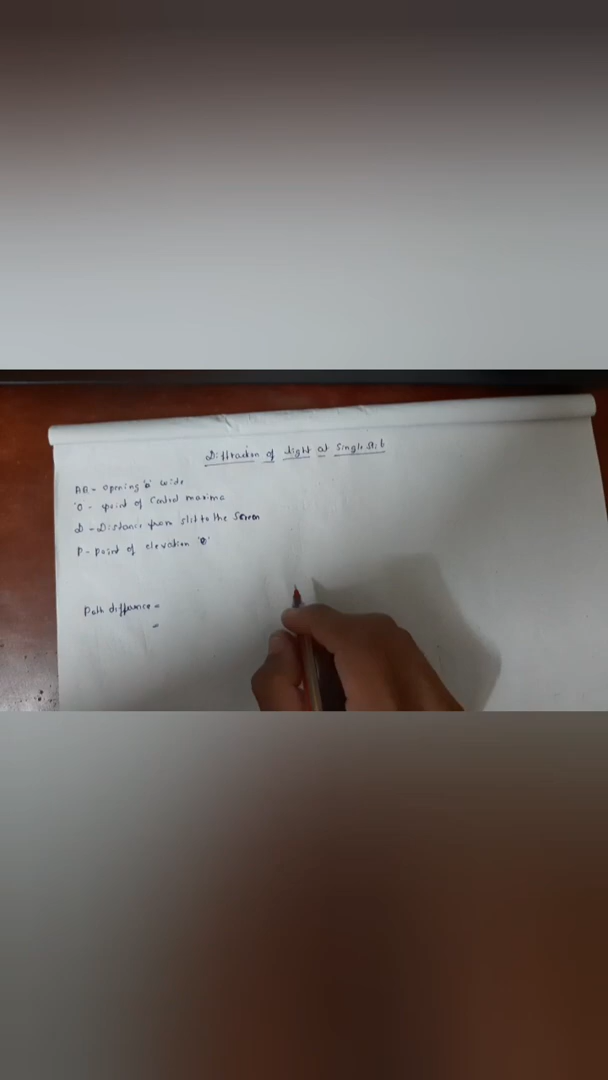 Diffraction of light at Single slit
AB - Opening 'a' wide
'O' - point of Central maxima
D - Distance from slit to the Screen
P - Point of elevation 'θ'
Path difference =
=